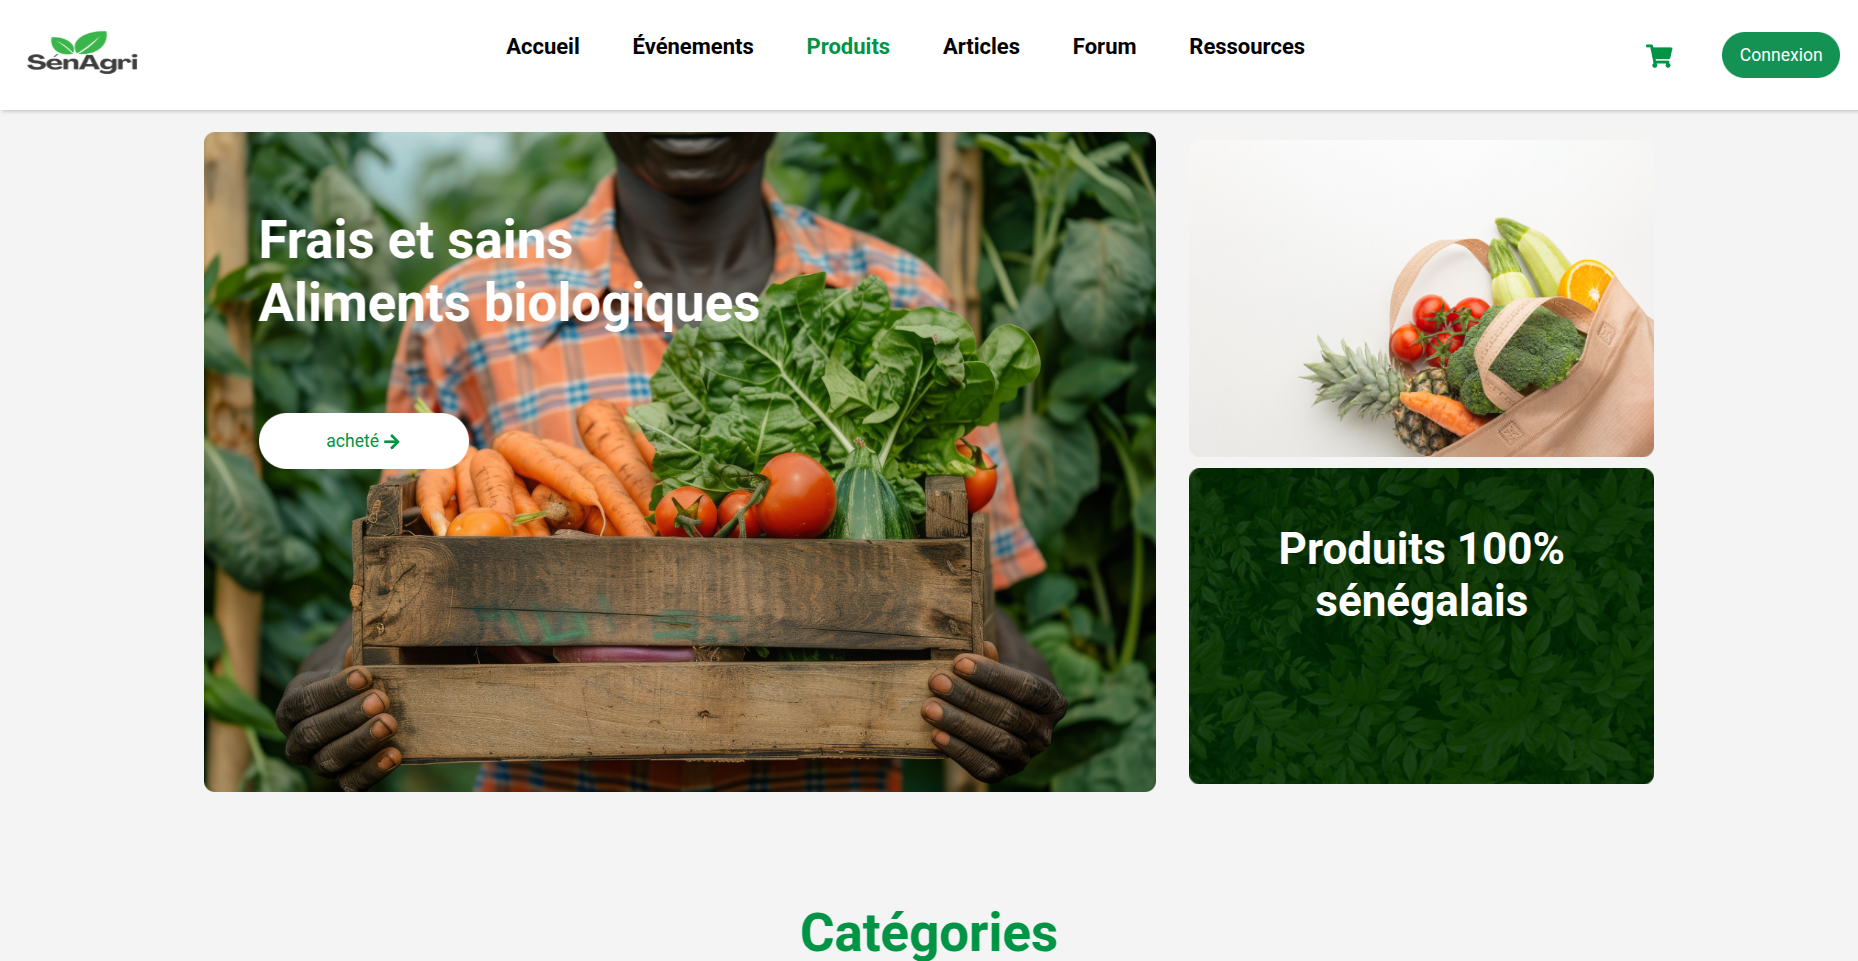 SénAgri
Accueil
Événements
Produits
Articles
Forum
Ressources
Connexion
Frais et sains
Aliments biologiques
acheté
Produits 100%
sénégalais
Catégories